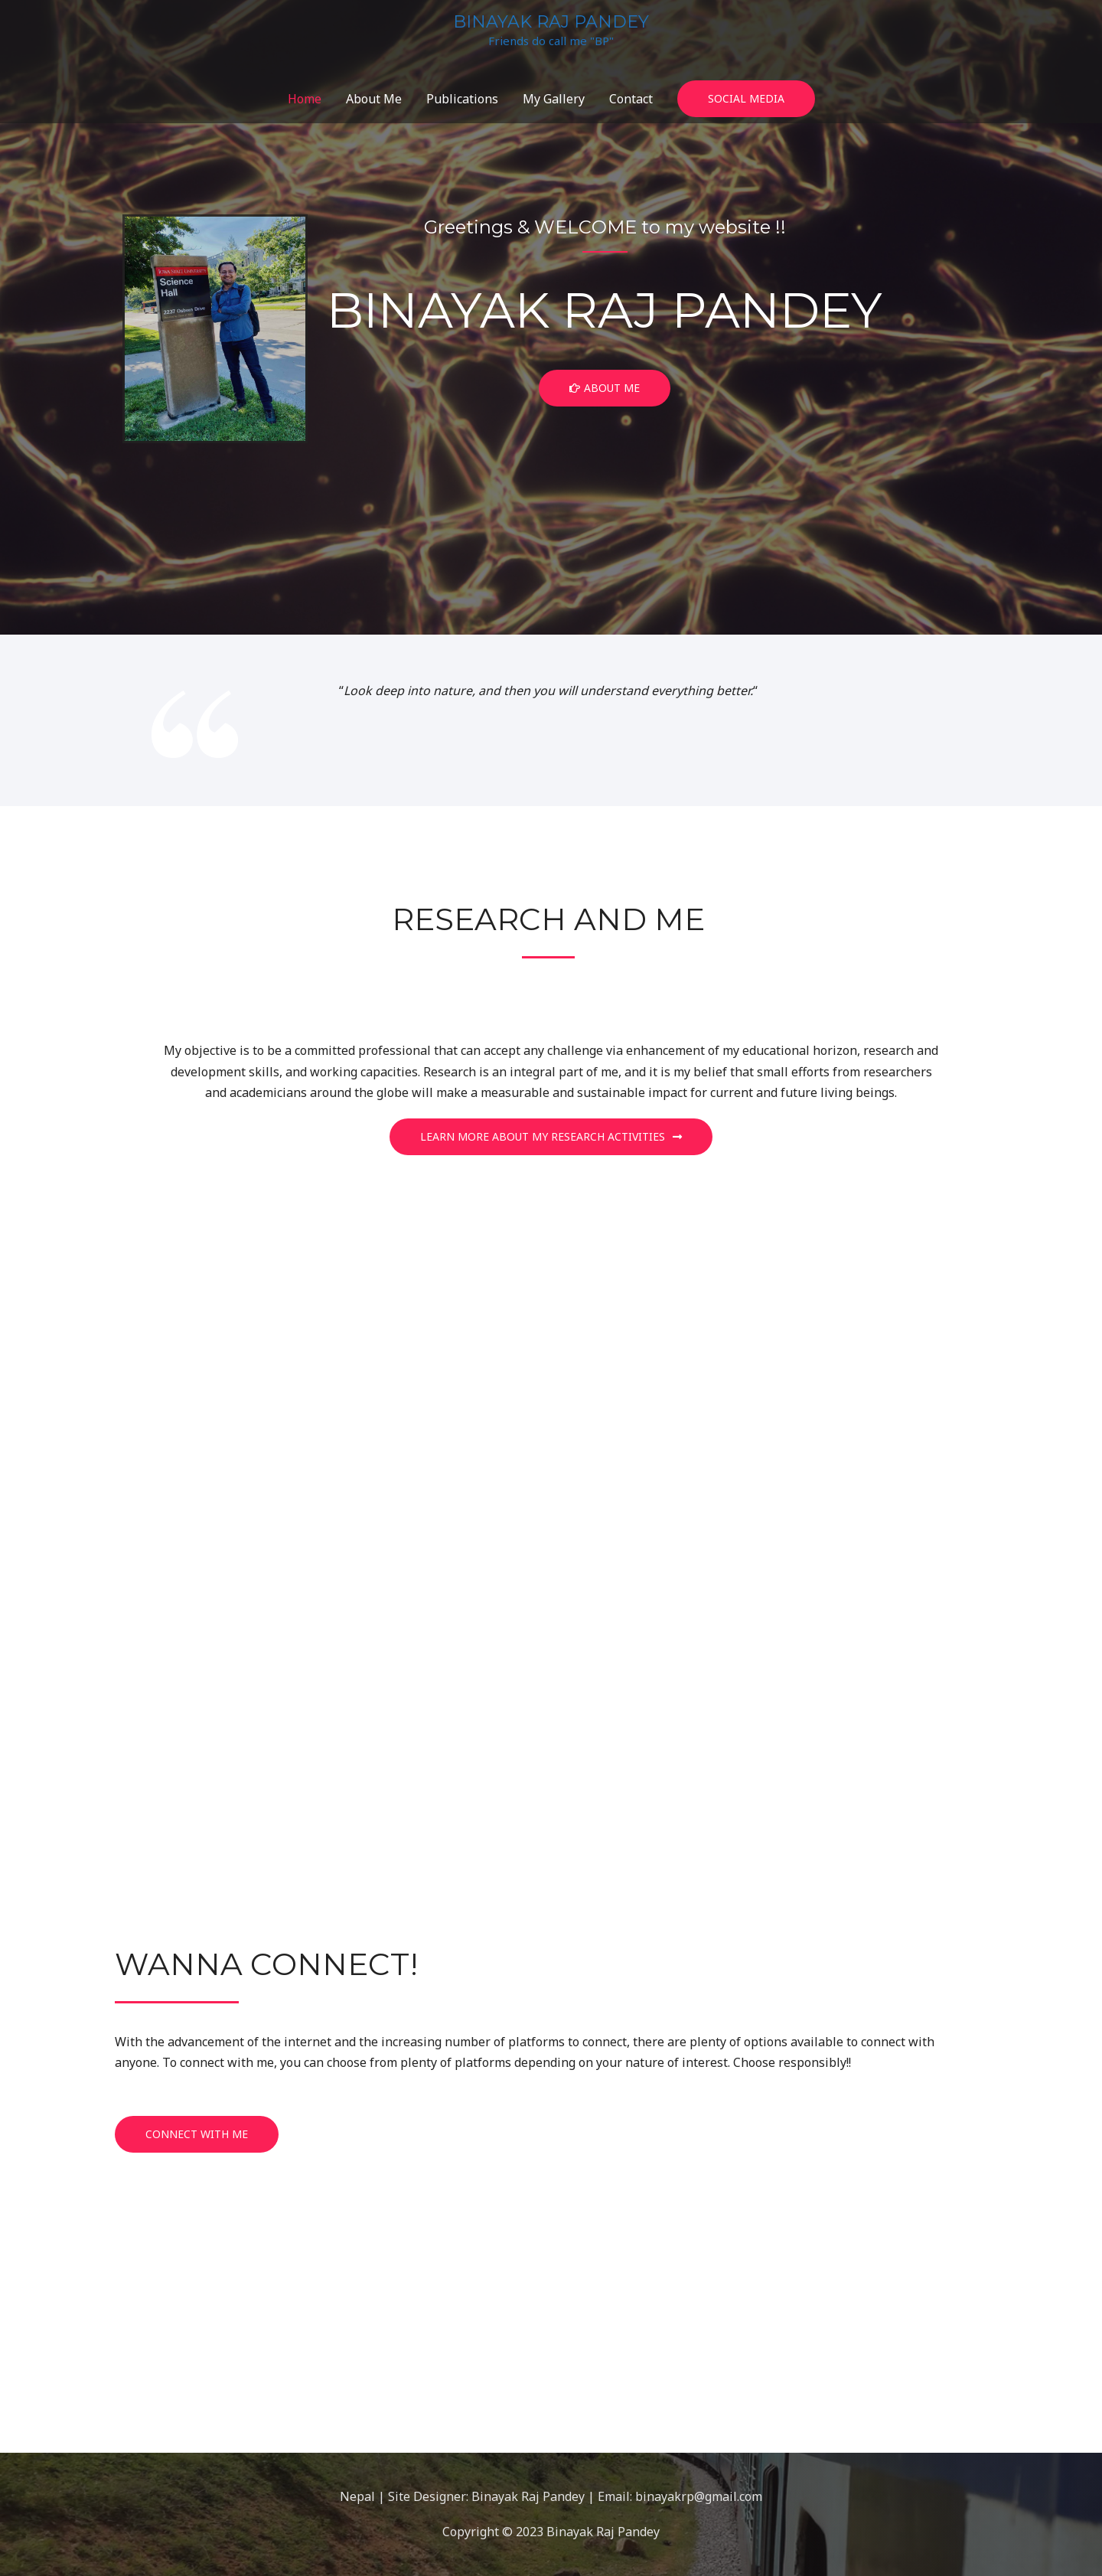 BINAYAK RAJ PANDEY
Friends do call me "BP"
Home About Me Publications My Gallery Contact SOCIAL MEDIA
Greetings & WELCOME to my website !!
BINAYAK RAJ PANDEY
ABOUT ME
Science
Hall
“Look deep into nature, and then you will understand everything better.”
RESEARCH AND ME
My objective is to be a committed professional that can accept any challenge via enhancement of my educational horizon, research and
development skills, and working capacities. Research is an integral part of me, and it is my belief that small efforts from researchers
and academicians around the globe will make a measurable and sustainable impact for current and future living beings.
LEARN MORE ABOUT MY RESEARCH ACTIVITIES
WANNA CONNECT!
With the advancement of the internet and the increasing number of platforms to connect, there are plenty of options available to connect with
anyone. To connect with me, you can choose from plenty of platforms depending on your nature of interest. Choose responsibly!!
CONNECT WITH ME
Nepal | Site Designer: Binayak Raj Pandey | Email: binayakrp@gmail.com
Copyright © 2023 Binayak Raj Pandey